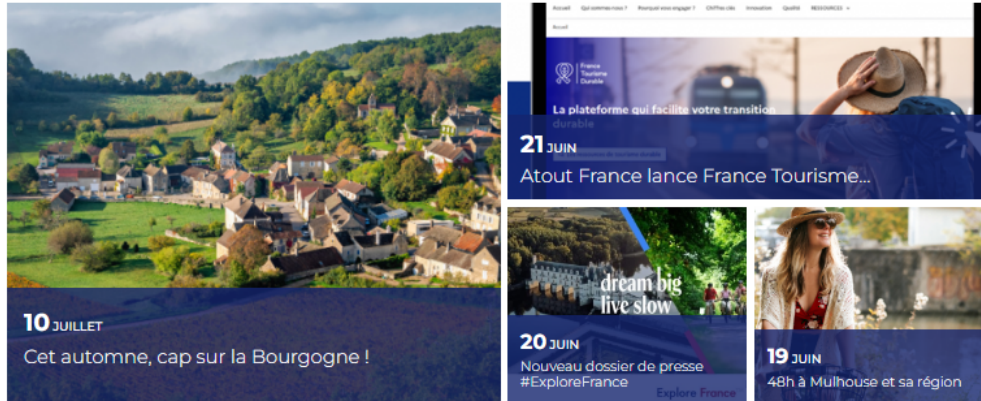 10 JUILLET
Cet automne, cap sur la Bourgogne !
Accueil Qui sommes-nous ? Pourquoi vous engager ? Chiffres clés Innovation Qualité RESSOURCES
Accueil
France
Tourisme
Durable
La plateforme qui facilite votre transition
durable
21 JUIN
Atout France lance France Tourisme...
dream big
live slow
20 JUIN
Nouveau dossier de presse
#ExploreFrance
Explore France
19 JUIN
48h à Mulhouse et sa région